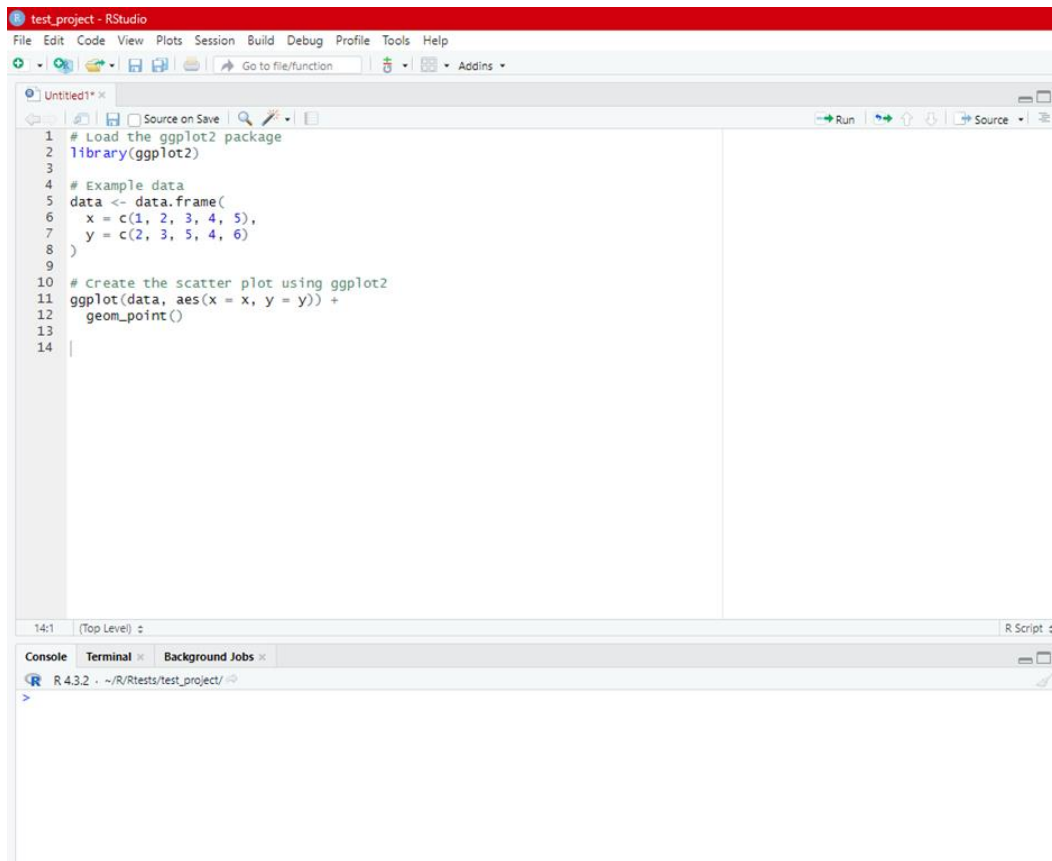 test_project - RStudio
File Edit Code View Plots Session Build Debug Profile Tools Help
Go to file/function Addins
Untitled1*
Source on Save Run Source
1 # Load the ggplot2 package
2 library(ggplot2)
3
4 # Example data
5 data <- data.frame(
6   x = c(1, 2, 3, 4, 5),
7   y = c(2, 3, 5, 4, 6)
8 )
9
10 # Create the scatter plot using ggplot2
11 ggplot(data, aes(x = x, y = y)) +
12   geom_point()
13
14
14:1 (Top Level) R Script
Console Terminal Background Jobs
R 4.3.2 · ~/R/Rtests/test_project/
>